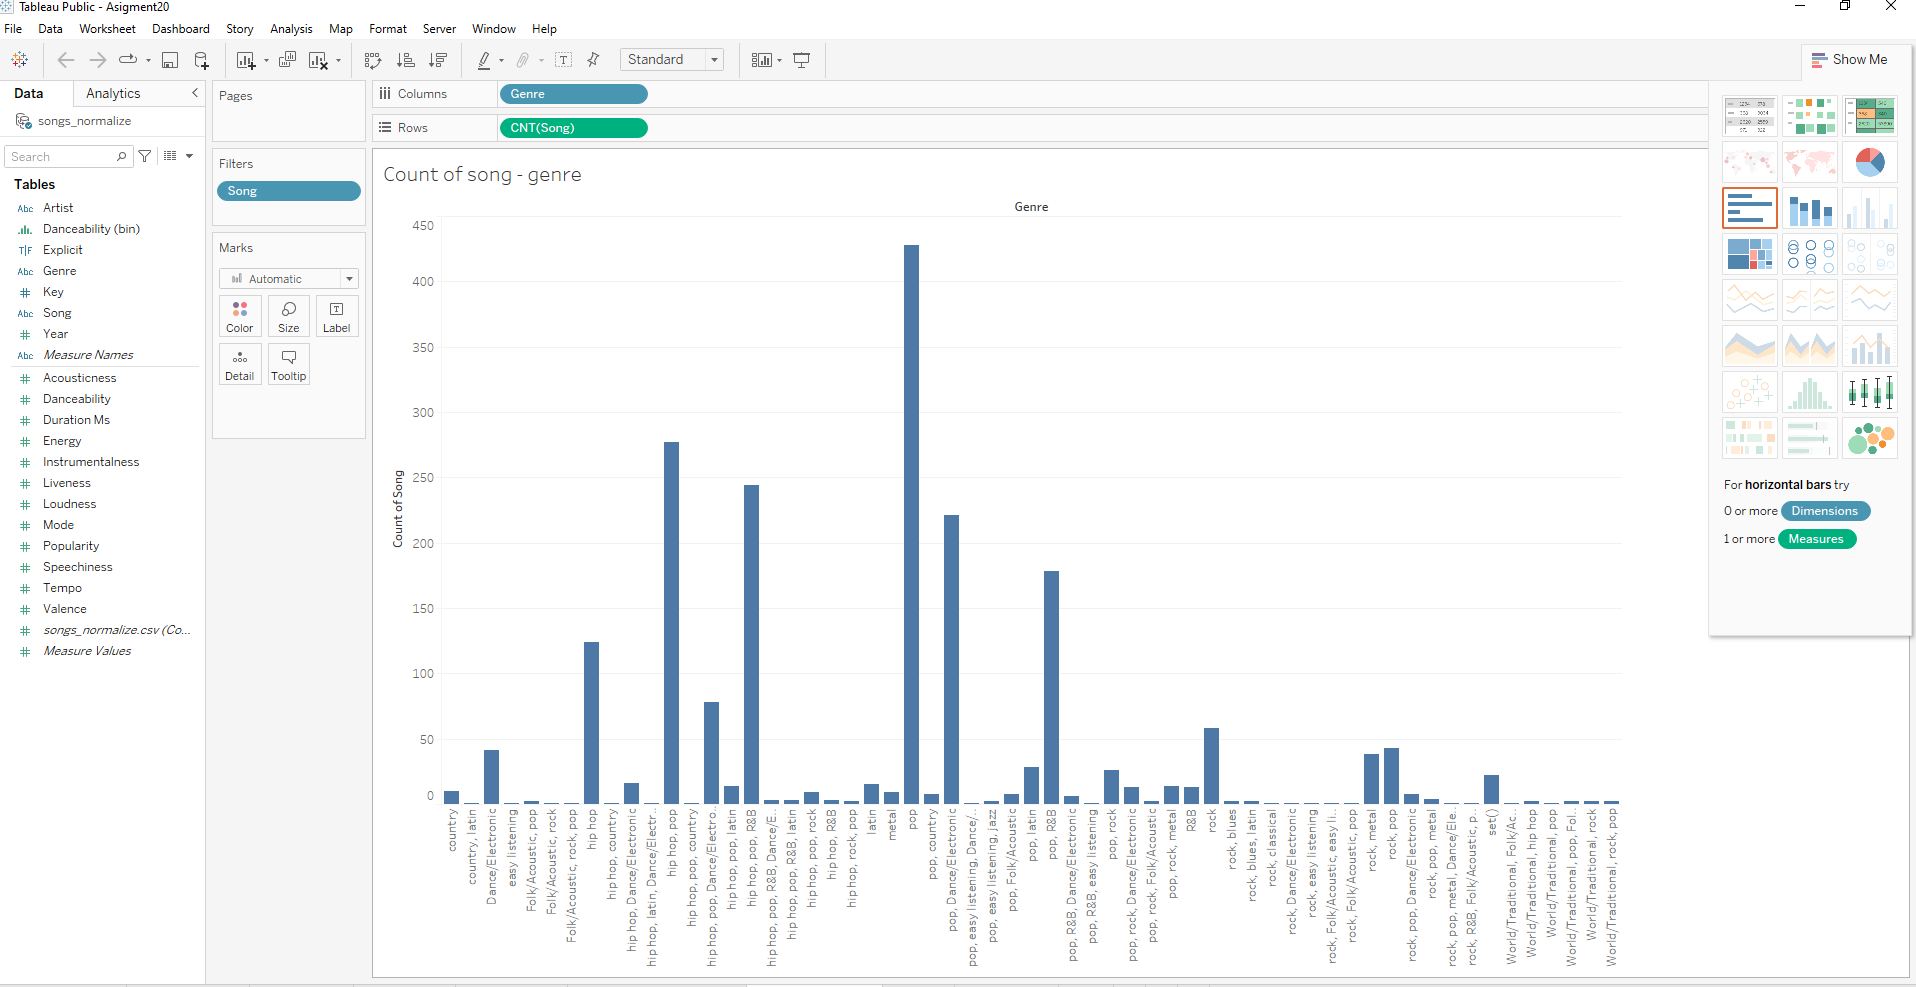 Tableau Public - Asigment20
File Data Worksheet Dashboard Story Analysis Map Format Server Window Help
Standard
Show Me
Data Analytics
songs_normalize
Search
Tables
Artist
Danceability (bin)
Explicit
Genre
Key
Song
Year
Measure Names
Acousticness
Danceability
Duration Ms
Energy
Instrumentalness
Liveness
Loudness
Mode
Popularity
Speechiness
Tempo
Valence
songs_normalize.csv (Co...
Measure Values
Pages
Filters
Song
Marks
Automatic
Color Size Label
Detail Tooltip
Columns Genre
Rows CNT(Song)
Count of song - genre
Genre
Count of Song
450
400
350
300
250
200
150
100
50
0
country
country, latin
Dance/Electronic
easy listening
Folk/Acoustic, pop
Folk/Acoustic, rock
Folk/Acoustic, rock, pop
hip hop
hip hop, country
hip hop, Dance/Electronic
hip hop, latin, Dance/Electr..
hip hop, pop
hip hop, pop, country
hip hop, pop, Dance/Electro..
hip hop, pop, latin
hip hop, pop, R&B
hip hop, pop, R&B, Dance/E..
hip hop, pop, R&B, latin
hip hop, pop, rock
hip hop, R&B
hip hop, rock, pop
latin
metal
pop
pop, country
pop, Dance/Electronic
pop, easy listening, Dance/..
pop, easy listening, jazz
pop, Folk/Acoustic
pop, latin
pop, R&B
pop, R&B, Dance/Electronic
pop, R&B, easy listening
pop, rock
pop, rock, Dance/Electronic
pop, rock, Folk/Acoustic
pop, rock, metal
R&B
rock
rock, blues
rock, blues, latin
rock, classical
rock, Dance/Electronic
rock, easy listening
rock, Folk/Acoustic, easy li..
rock, Folk/Acoustic, pop
rock, metal
rock, pop
rock, pop, Dance/Electronic
rock, pop, metal
rock, pop, metal, Dance/Ele..
rock, R&B, Folk/Acoustic, p..
set()
World/Traditional, Folk/Ac..
World/Traditional, hip hop
World/Traditional, pop
World/Traditional, pop, Fol..
World/Traditional, rock
World/Traditional, rock, pop
For horizontal bars try
0 or more Dimensions
1 or more Measures